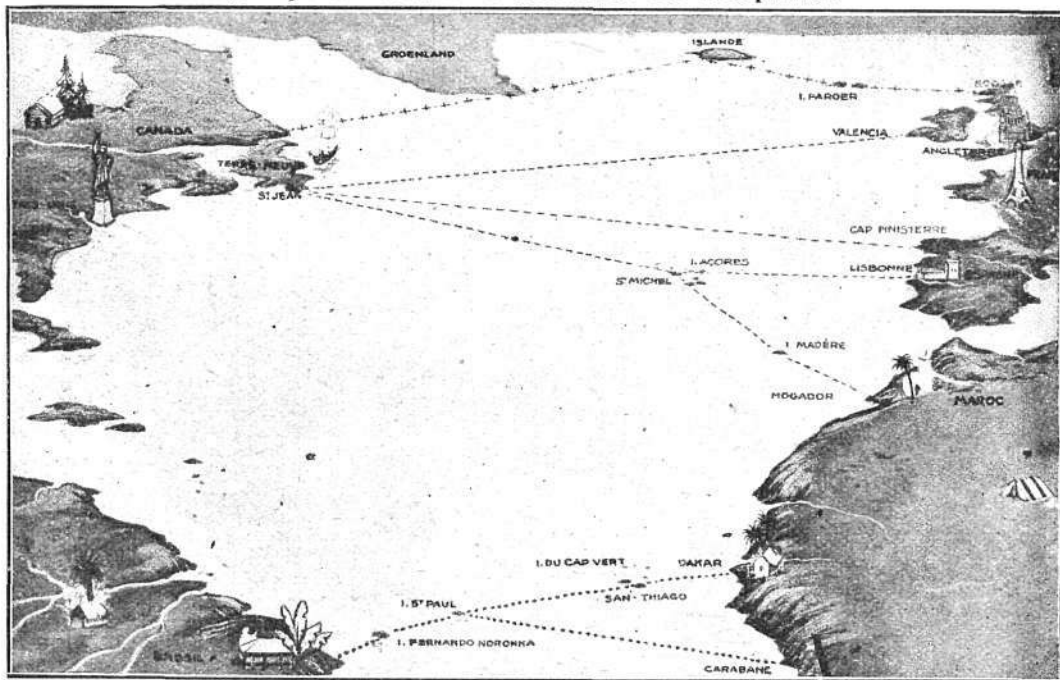 ISLANDE
GROENLAND
I. FAROER
CANADA
VALENCIA
ANGLETERRE
TERRE-NEUVE
St JEAN
CAP FINISTERRE
I. AÇORES
LISBONNE
St MICHEL
I. MADÈRE
MOGADOR
MAROC
I. DU CAP VERT
DAKAR
SAN-THIAGO
I. St PAUL
I. FERNANDO NORONHA
BRÉSIL
CARABANE